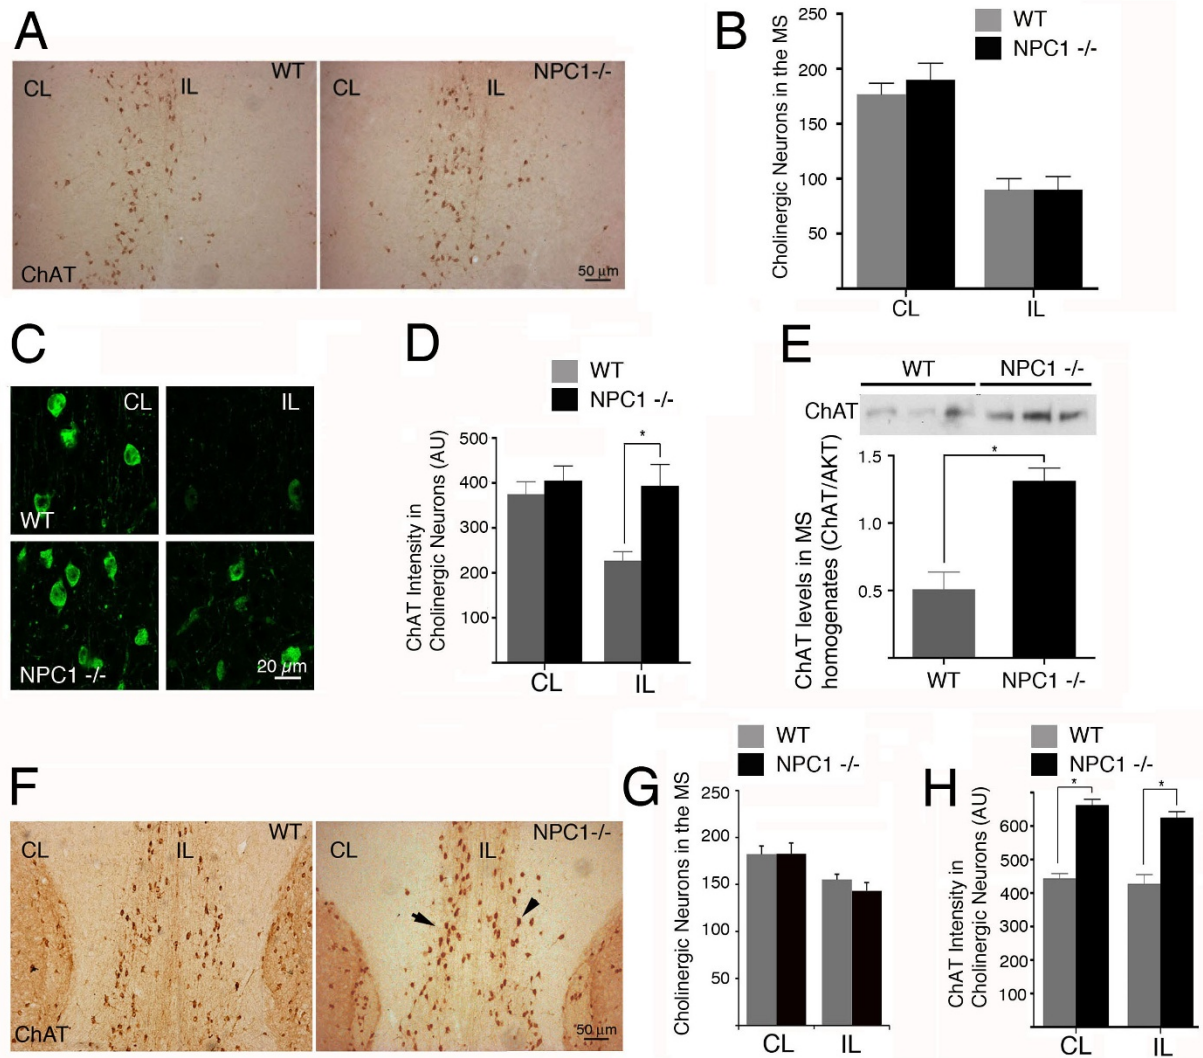 A
CL
IL
WT
ChAT
CL
IL
NPC1-/-
50 µm
B
WT
NPC1 -/-
Cholinergic Neurons in the MS
250
200
150
100
50
CL
IL
C
CL
WT
IL
NPC1 -/-
20 µm
D
WT
NPC1 -/-
ChAT Intensity in
Cholinergic Neurons (AU)
500
400
300
200
100
*
CL
IL
E
WT
NPC1 -/-
ChAT
ChAT levels in MS
homogenates (ChAT/AKT)
1.5
1.0
0.5
*
WT
NPC1 -/-
F
CL
IL
WT
ChAT
CL
IL
NPC1-/-
50 µm
G
WT
NPC1 -/-
Cholinergic Neurons in the MS
250
200
150
100
50
CL
IL
H
WT
NPC1 -/-
ChAT Intensity in
Cholinergic Neurons (AU)
600
500
400
300
200
100
*
*
CL
IL